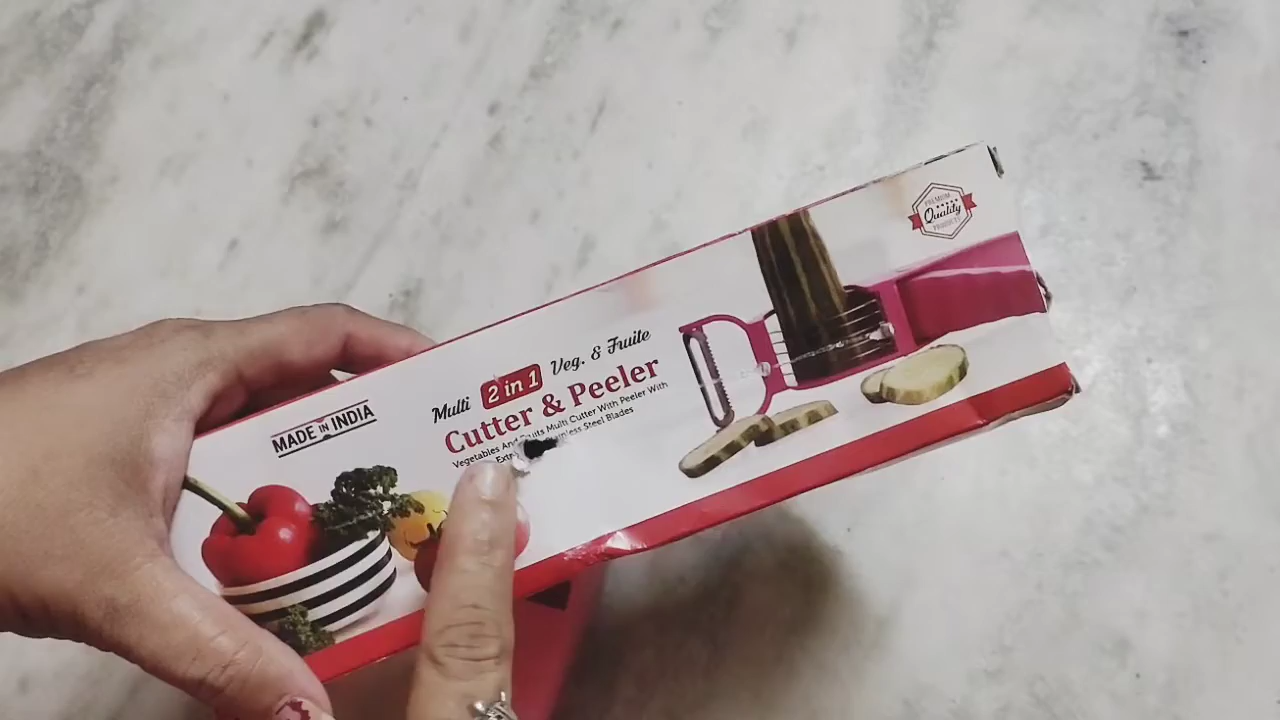 MADE IN INDIA
Multi 2 in 1 Veg. & Fruite
Cutter & Peeler
Vegetables And Fruits Multi Cutter With Peeler With
Steel Blades
PREMIUM
Quality
PRODUCT